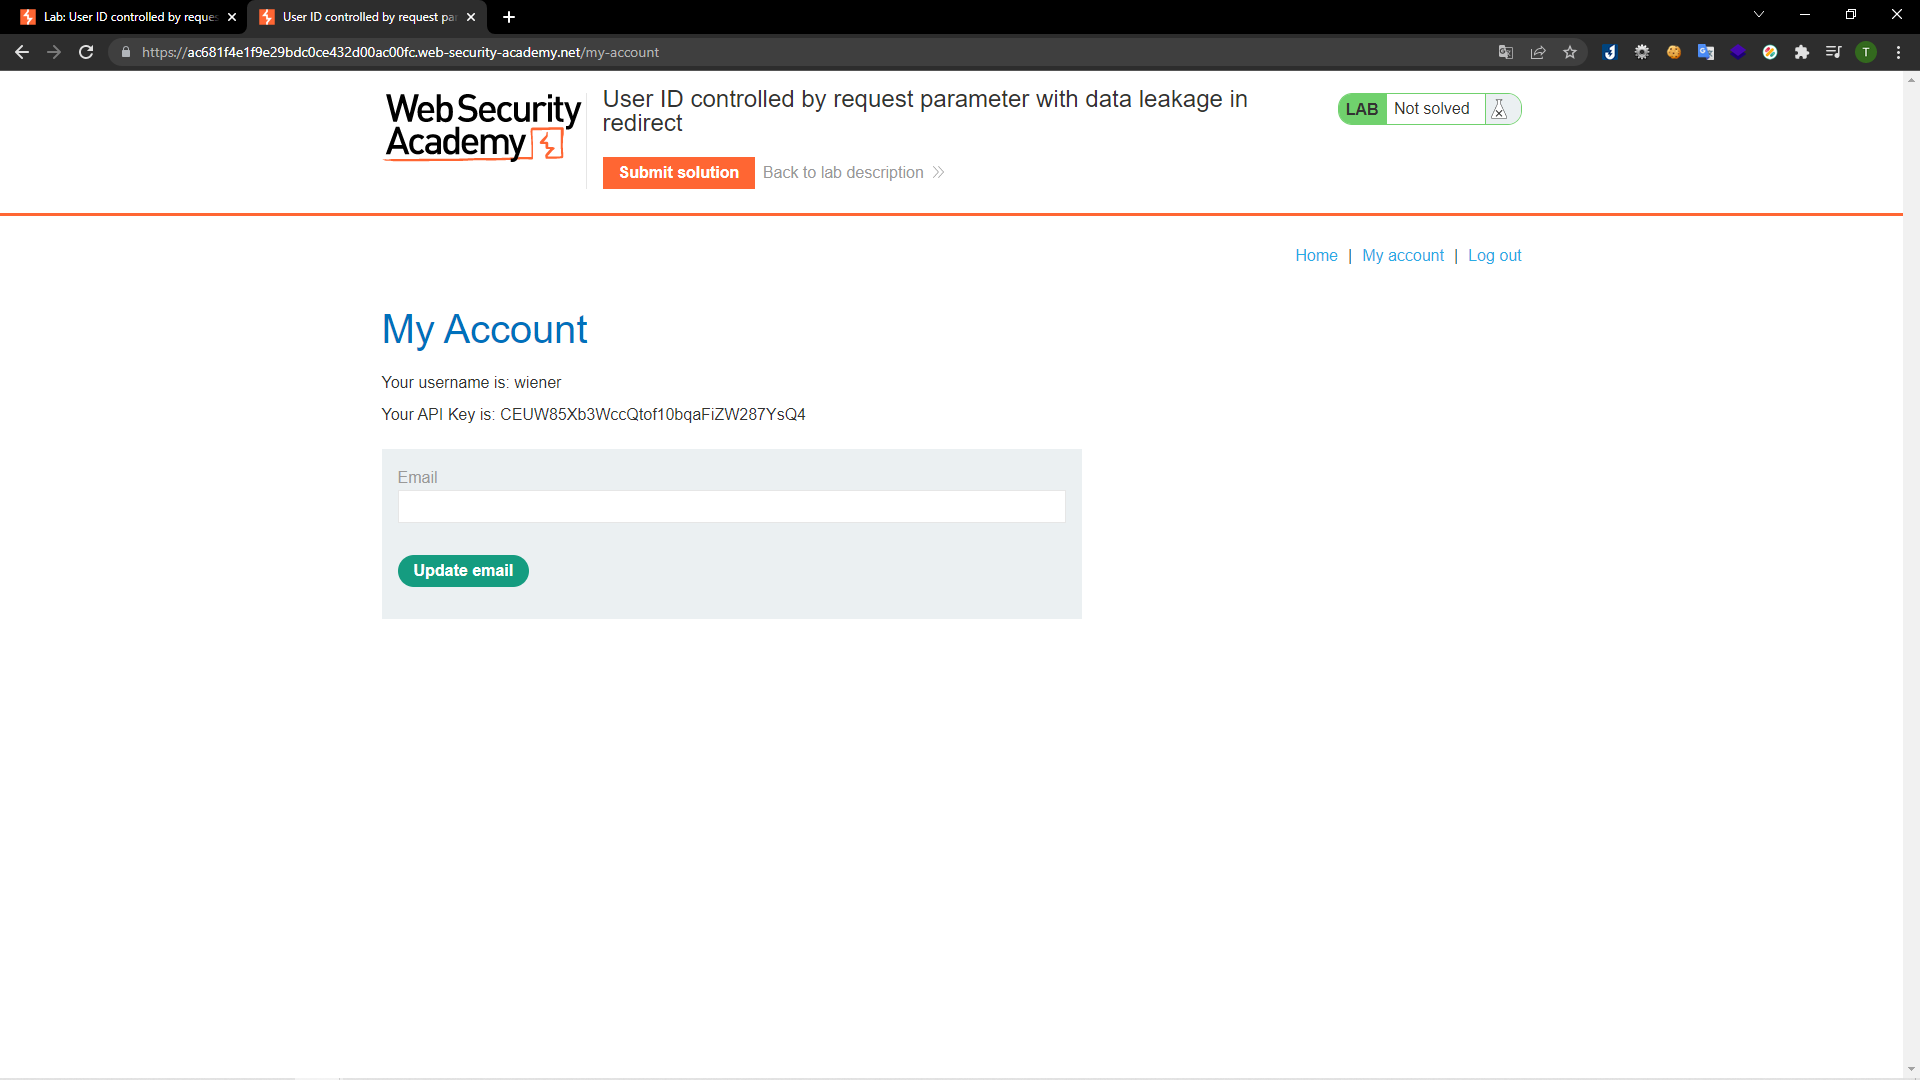 Lab: User ID controlled by reques
User ID controlled by request par
https://ac681f4e1f9e29bdc0ce432d00ac00fc.web-security-academy.net/my-account
T
Web Security
Academy
User ID controlled by request parameter with data leakage in
redirect
LAB Not solved
Submit solution
Back to lab description
Home | My account | Log out
My Account
Your username is: wiener
Your API Key is: CEUW85Xb3WccQtof10bqaFiZW287YsQ4
Email
Update email